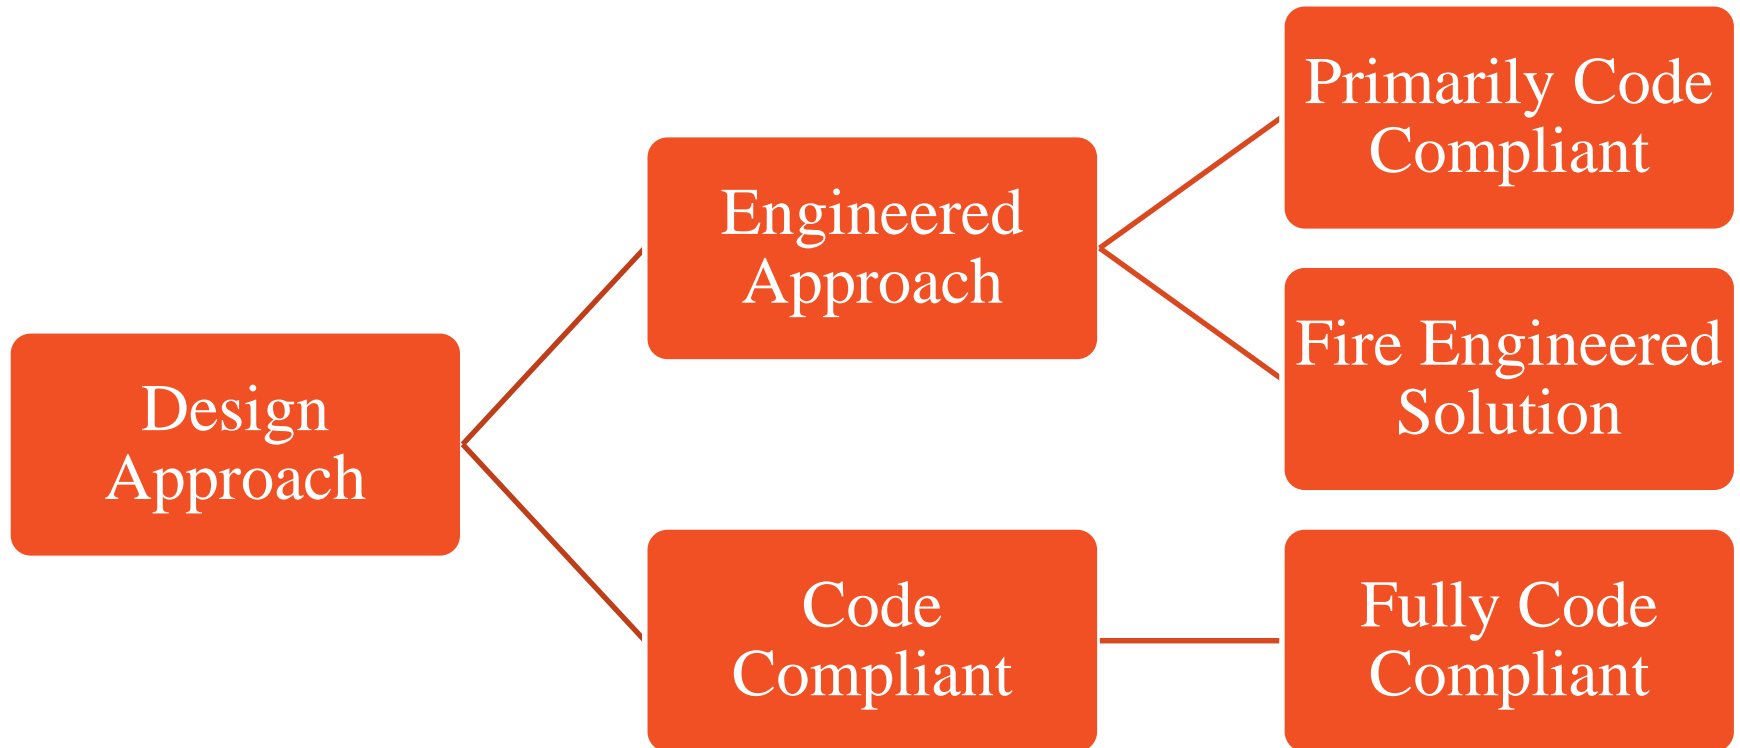 Design
Approach
Engineered
Approach
Primarily Code
Compliant
Fire Engineered
Solution
Code
Compliant
Fully Code
Compliant